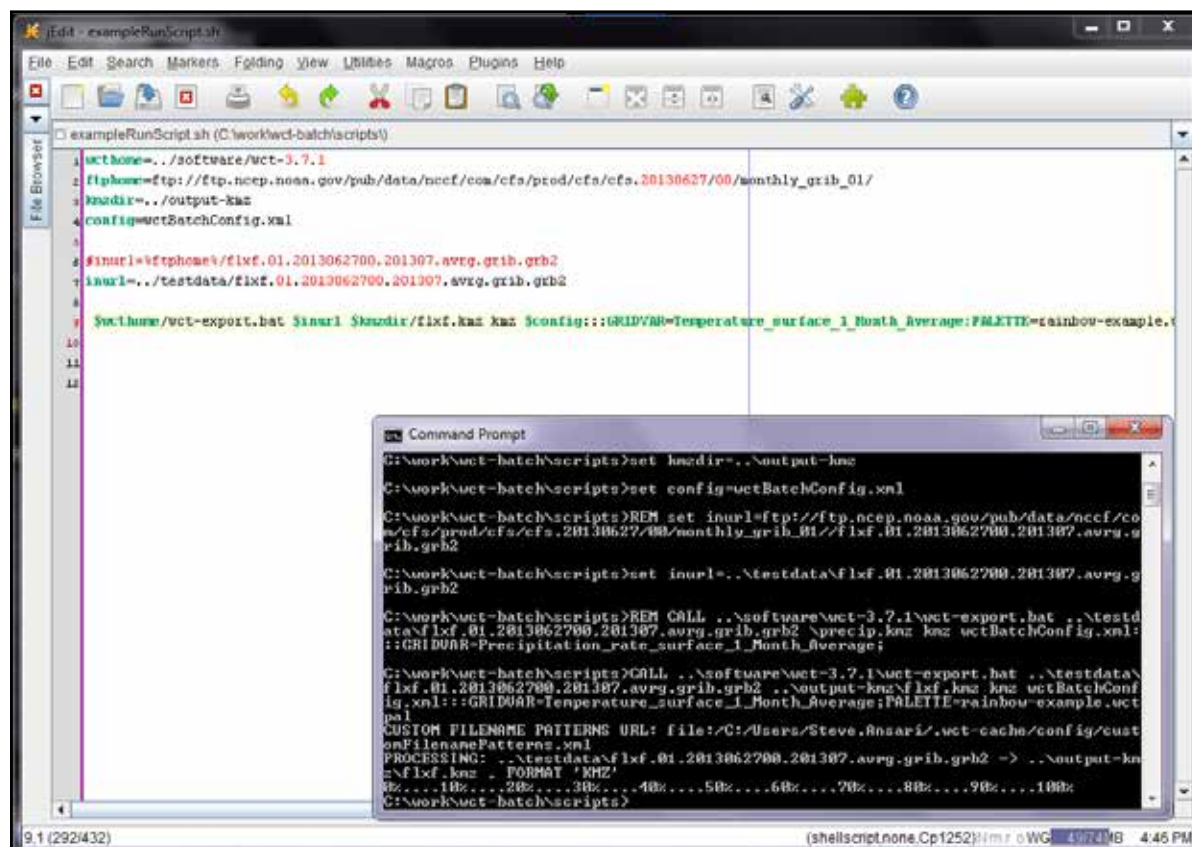 jEdit - exampleRunScript.sh
File Edit Search Markers Folding View Utilities Macros Plugins Help
exampleRunScript.sh (C:\work\wct-batch\scripts\)
File Browser
1 wcthome=../software/wct-3.7.1
2 ftphome=ftp://ftp.ncep.noaa.gov/pub/data/nccf/com/cfs/prod/cfs/cfs.20130627/00/monthly_grib_01/
3 kmzdir=../output-kmz
4 config=wctBatchConfig.xml
5
6 #inurl=%ftphome%/flxf.01.2013062700.201307.avrg.grib.grb2
7 inurl=../testdata/flxf.01.2013062700.201307.avrg.grib.grb2
8
9 $wcthome/wct-export.bat $inurl $kmzdir/flxf.kmz kmz $config:::GRIDVAR=Temperature_surface_1_Month_Average;PALETTE=rainbow-example.
10
11
12
Command Prompt
C:\work\wct-batch\scripts>set kmzdir=..\output-kmz
C:\work\wct-batch\scripts>set config=wctBatchConfig.xml
C:\work\wct-batch\scripts>REM set inurl=ftp://ftp.ncep.noaa.gov/pub/data/nccf/co
m/cfs/prod/cfs/cfs.20130627/00/monthly_grib_01//flxf.01.2013062700.201307.avrg.g
rib.grb2
C:\work\wct-batch\scripts>set inurl=..\testdata\flxf.01.2013062700.201307.avrg.g
rib.grb2
C:\work\wct-batch\scripts>REM CALL ..\software\wct-3.7.1\wct-export.bat ..\testd
ata\flxf.01.2013062700.201307.avrg.grib.grb2 \precip.kmz kmz wctBatchConfig.xml:
::GRIDVAR=Precipitation_rate_surface_1_Month_Average;
C:\work\wct-batch\scripts>CALL ..\software\wct-3.7.1\wct-export.bat ..\testdata\
flxf.01.2013062700.201307.avrg.grib.grb2 ..\output-kmz\flxf.kmz kmz wctBatchConf
ig.xml:::GRIDVAR=Temperature_surface_1_Month_Average;PALETTE=rainbow-example.wct
pal
CUSTOM FILENAME PATTERNS URL: file:/C:/Users/Steve.Ansari/.wct-cache/config/cust
omFilenamePatterns.xml
PROCESSING: ..\testdata\flxf.01.2013062700.201307.avrg.grib.grb2 -> ..\output-km
z\flxf.kmz . FORMAT 'KMZ'
0%....10%....20%....30%....40%....50%....60%....70%....80%....90%....100%
C:\work\wct-batch\scripts>
9,1 (292/432)
(shellscript,none,Cp1252) N m r o WG 49/74MB 4:46 PM